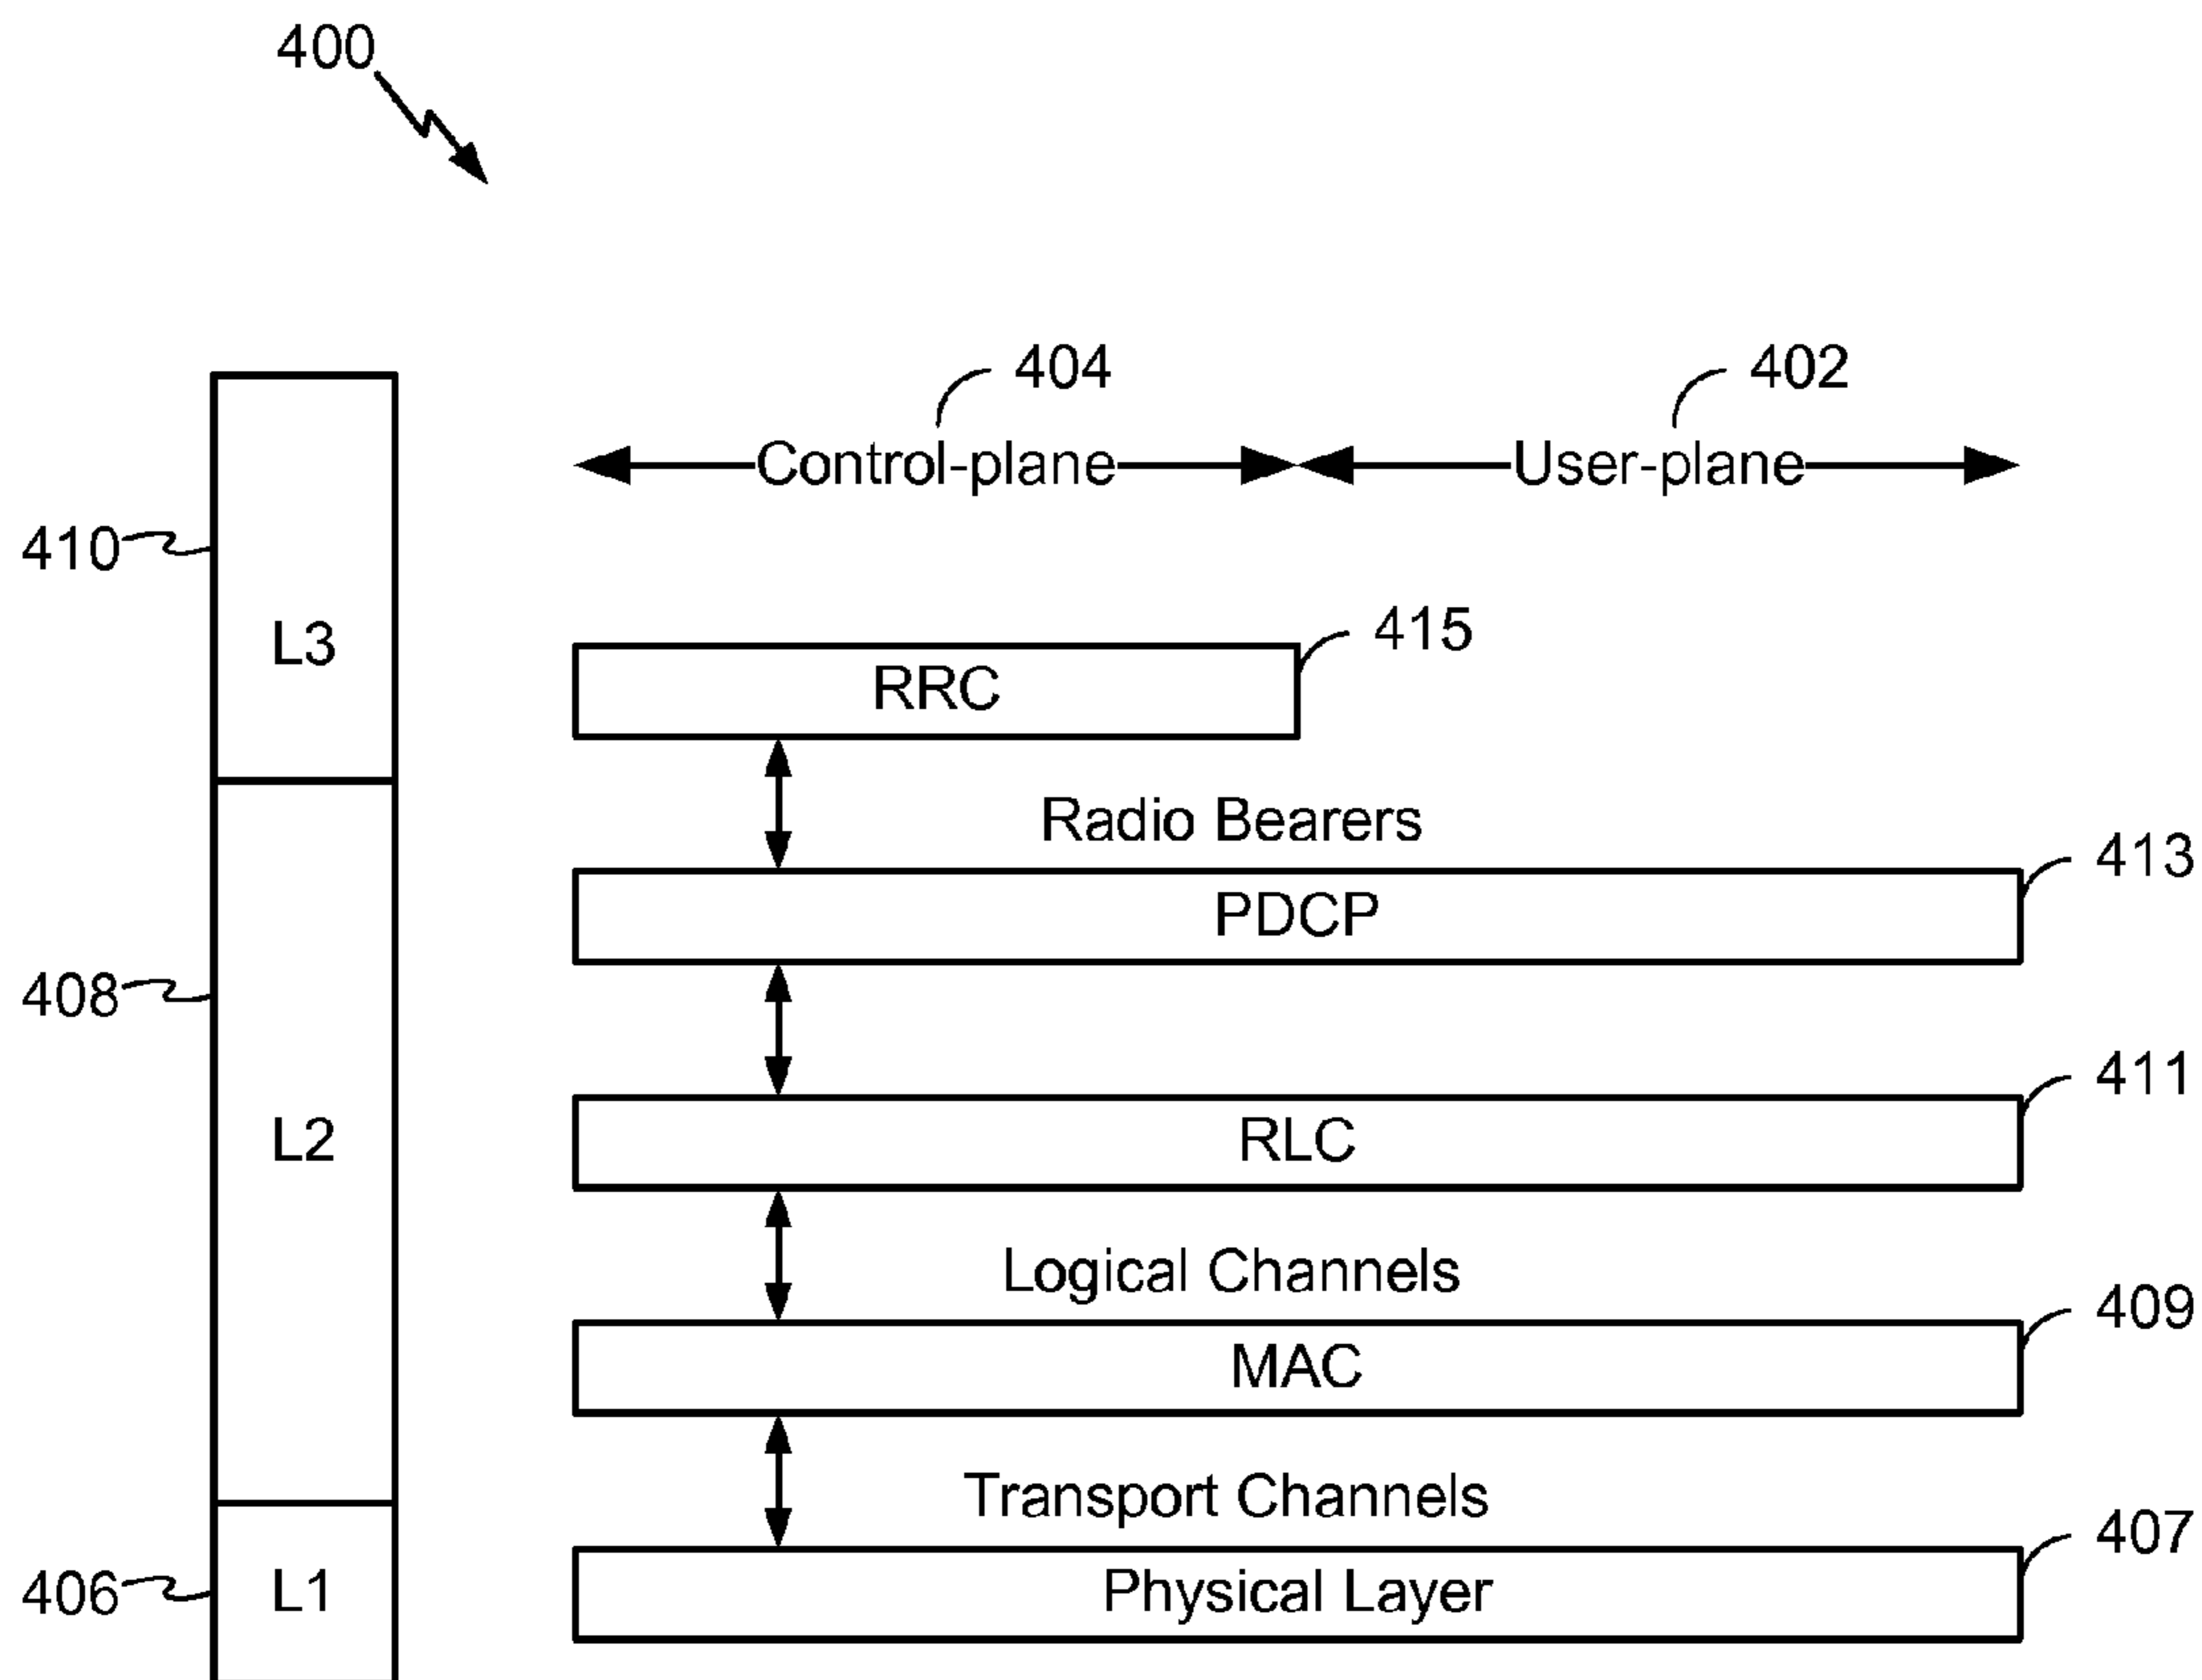 400
404
402
Control-plane
User-plane
410
L3
415
RRC
Radio Bearers
413
PDCP
408
411
L2
RLC
Logical Channels
409
MAC
Transport Channels
407
406
L1
Physical Layer